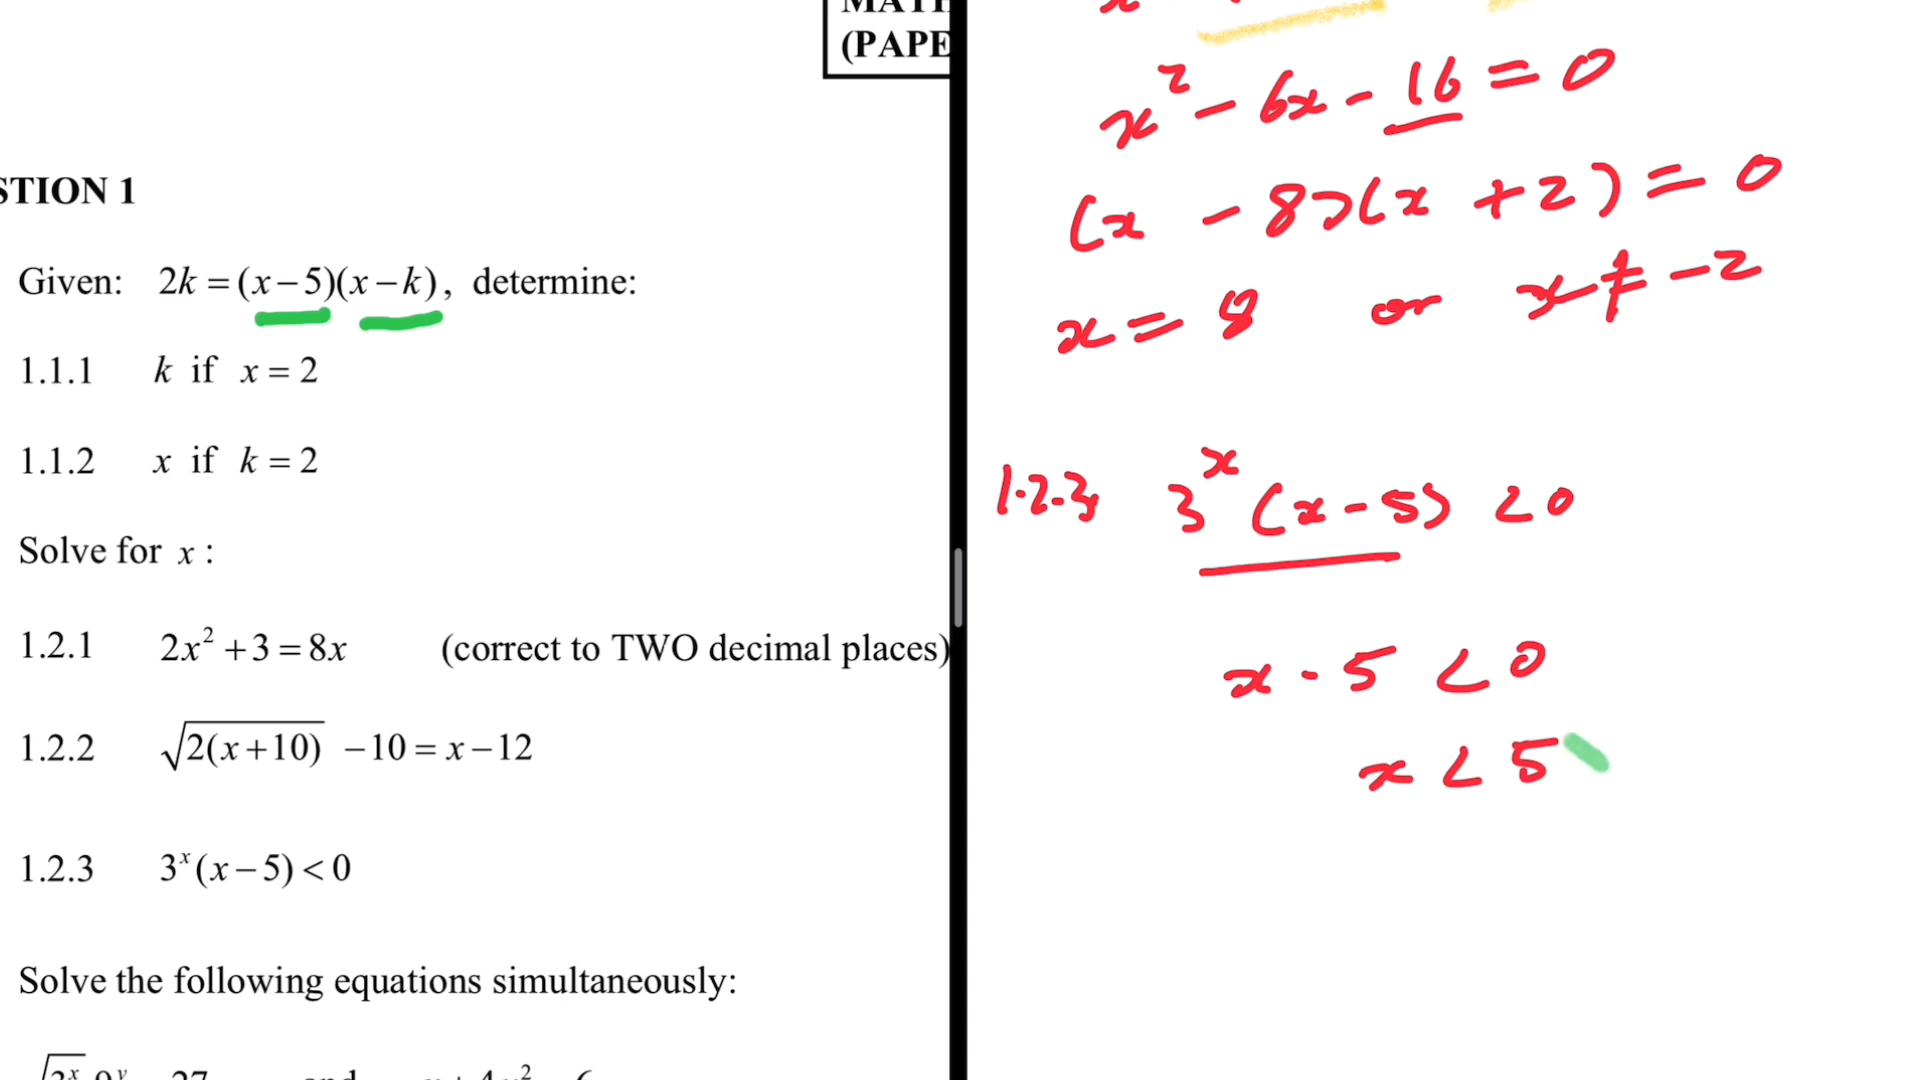 (PAPE
STION 1
Given: 2k = (x – 5)(x – k), determine:
1.1.1 k if x = 2
1.1.2 x if k = 2
Solve for x :
1.2.1 2x² + 3 = 8x (correct to TWO decimal places)
1.2.2 √2(x+10) – 10 = x – 12
1.2.3 3ˣ(x – 5) < 0
Solve the following equations simultaneously:
x² - 6x - 16 = 0
(x - 8)(x + 2) = 0
x = 8 or x ≠ -2
1.2.3 3ˣ(x - 5) < 0
x - 5 < 0
x < 5